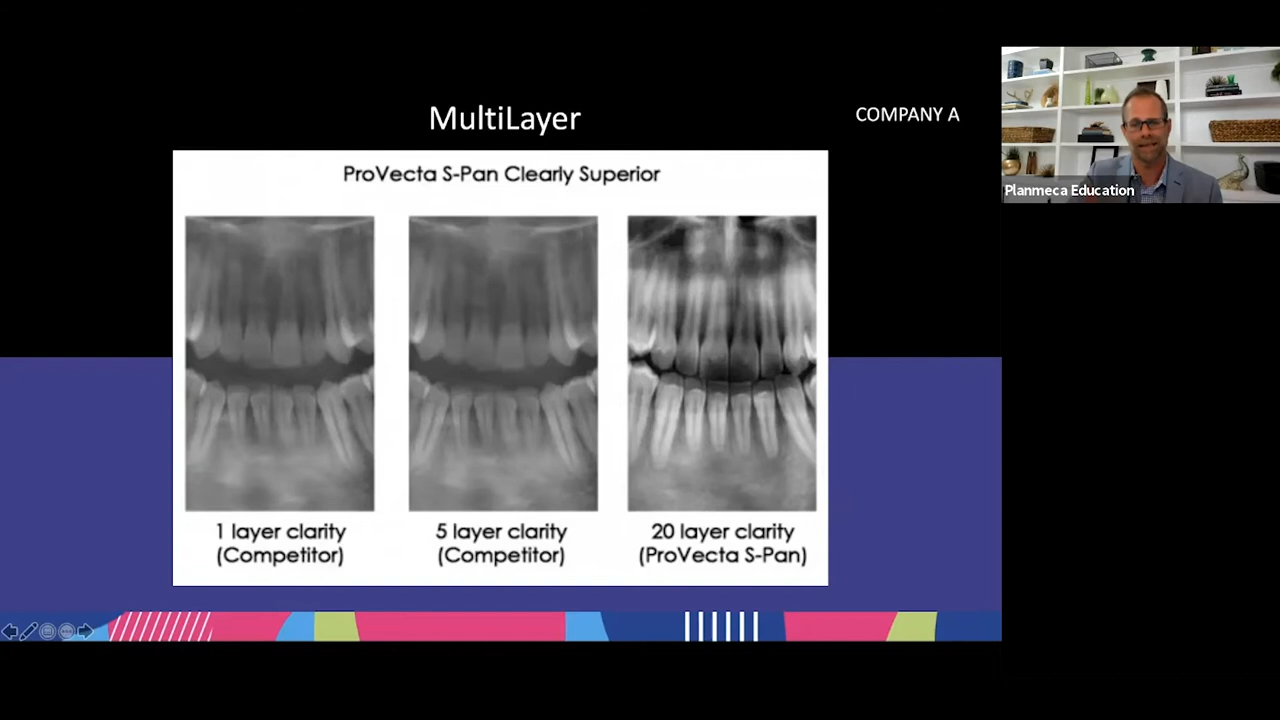 MultiLayer
COMPANY A
ProVecta S-Pan Clearly Superior
1 layer clarity
(Competitor)
5 layer clarity
(Competitor)
20 layer clarity
(ProVecta S-Pan)
Planmeca Education